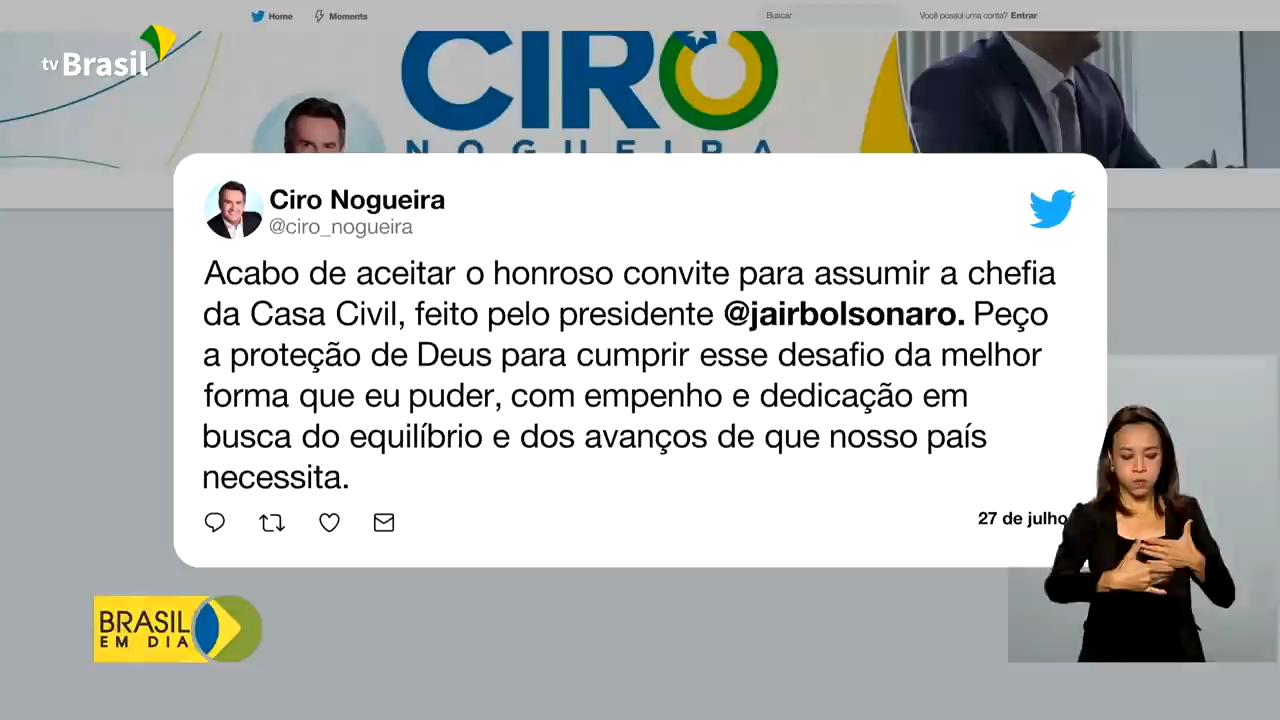 Home
Moments
Buscar
Você possui uma conta? Entrar
tv Brasil
CIRO
NOGUEIRA
Ciro Nogueira
@ciro_nogueira
Acabo de aceitar o honroso convite para assumir a chefia
da Casa Civil, feito pelo presidente @jairbolsonaro. Peço
a proteção de Deus para cumprir esse desafio da melhor
forma que eu puder, com empenho e dedicação em
busca do equilíbrio e dos avanços de que nosso país
necessita.
27 de julho
BRASIL
EM DIA